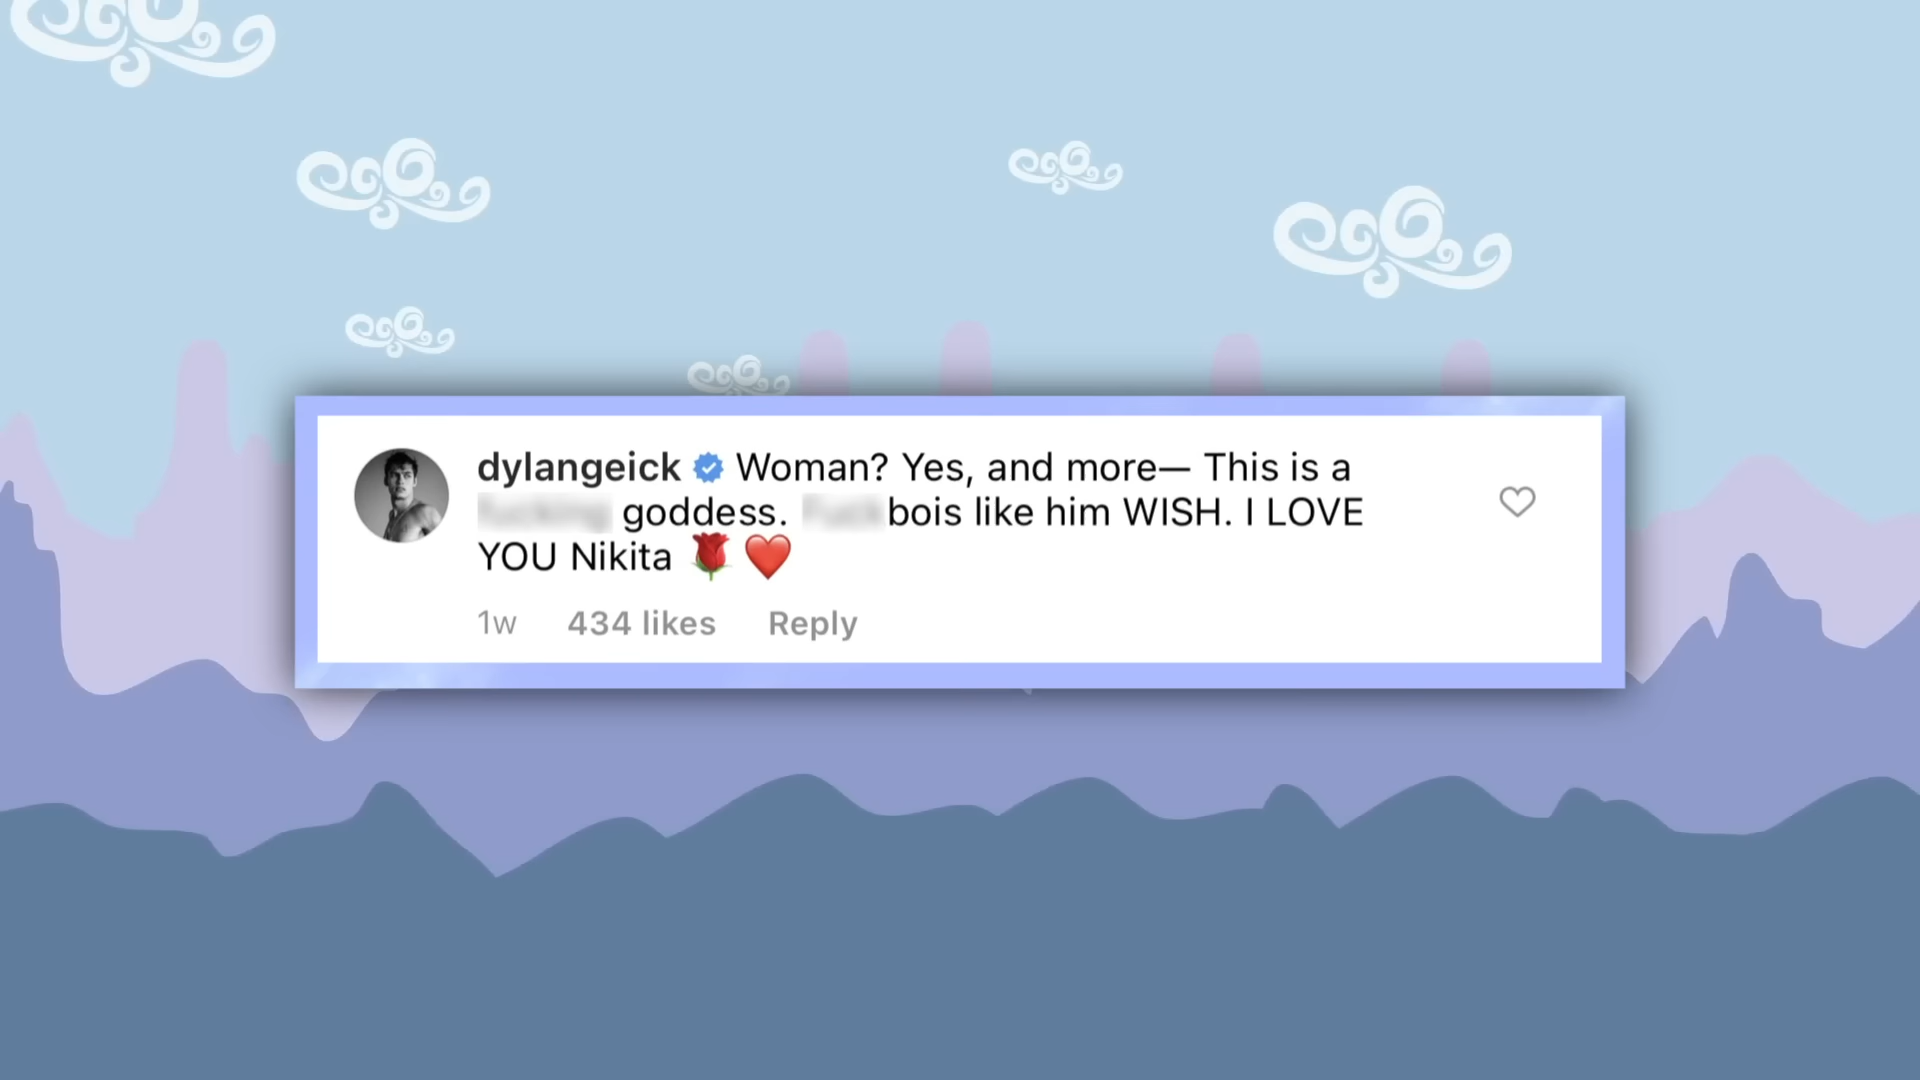 dylangeick Woman? Yes, and more— This is a
goddess. bois like him WISH. I LOVE
YOU Nikita 🌹 ❤️
1w 434 likes Reply